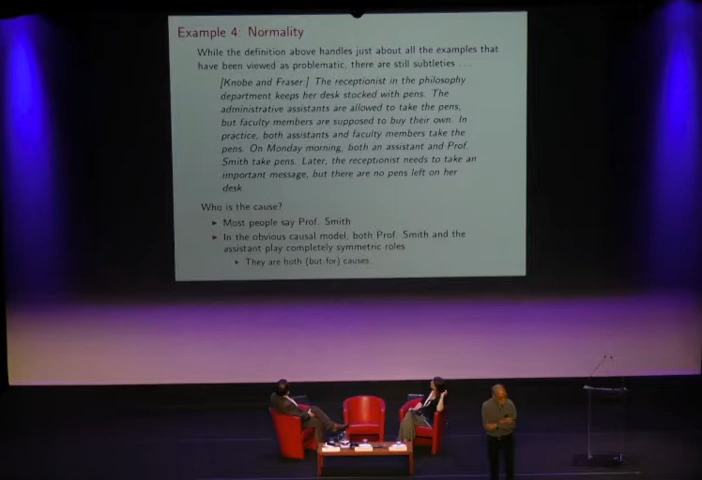 Example 4: Normality
While the definition above handles just about all the examples that
have been viewed as problematic, there are still subtleties ...
[Knobe and Fraser:] The receptionist in the philosophy
department keeps her desk stocked with pens. The
administrative assistants are allowed to take the pens,
but faculty members are supposed to buy their own. In
practice, both assistants and faculty members take the
pens. On Monday morning, both an assistant and Prof.
Smith take pens. Later, the receptionist needs to take an
important message, but there are no pens left on her
desk.
Who is the cause?
► Most people say Prof. Smith
► In the obvious causal model, both Prof. Smith and the
assistant play completely symmetric roles
► They are both (but for) causes.